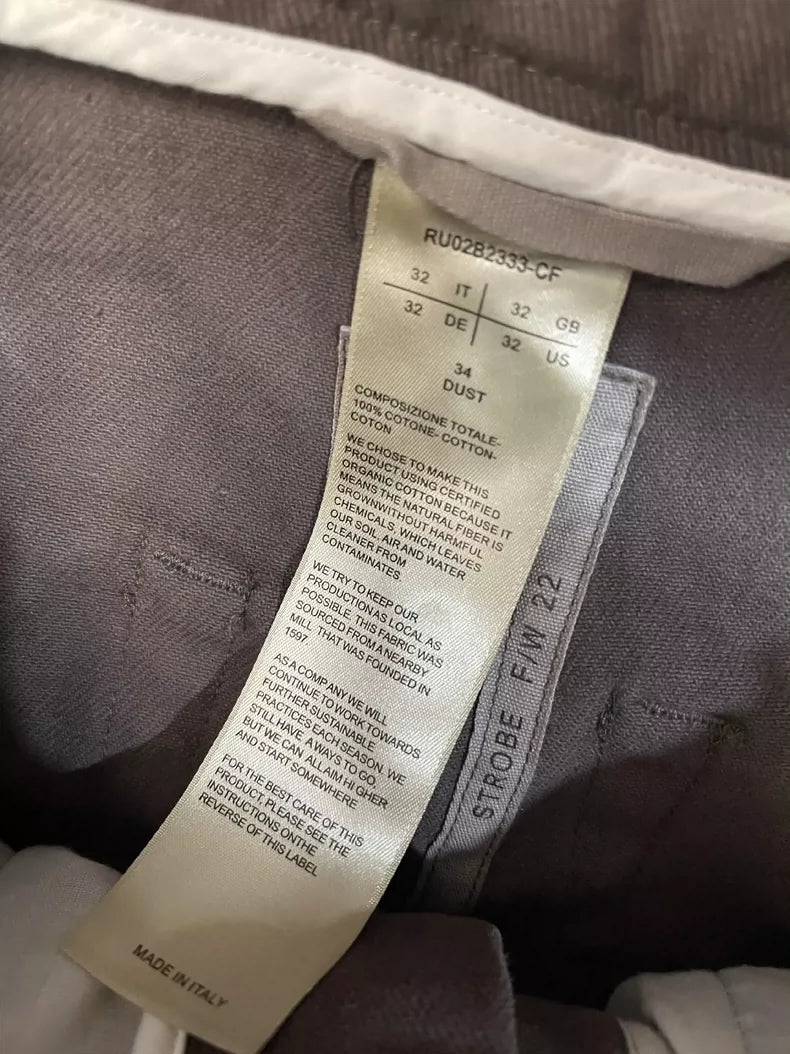 RU02B2333-CF
32 IT 32 GB
32 DE 32 US
34
DUST
COMPOSIZIONE TOTALE-
100% COTONE- COTTON-
COTON
WE CHOSE TO MAKE THIS
PRODUCT USING CERTIFIED
ORGANIC COTTON BECAUSE IT
MEANS THE NATURAL FIBER IS
GROWNWITHOUT HARMFUL
CHEMICALS, WHICH LEAVES
OUR SOIL, AIR AND WATER
CLEANER FROM
CONTAMINATES.
WE TRY TO KEEP OUR
PRODUCTION AS LOCAL AS
POSSIBLE. THIS FABRIC WAS
SOURCED FROM A NEARBY
MILL THAT WAS FOUNDED IN
1597.
AS A COMPANY WE WILL
CONTINUE TO WORK TOWARDS
FURTHER SUSTAINABLE
PRACTICES EACH SEASON. WE
STILL HAVE A WAYS TO GO,
BUT WE CAN ALL AIM HI GHER
AND START SOMEWHERE
FOR THE BEST CARE OF THIS
PRODUCT, PLEASE SEE THE
INSTRUCTIONS ONTHE
REVERSE OF THIS LABEL
MADE IN ITALY
STROBE F/W 22